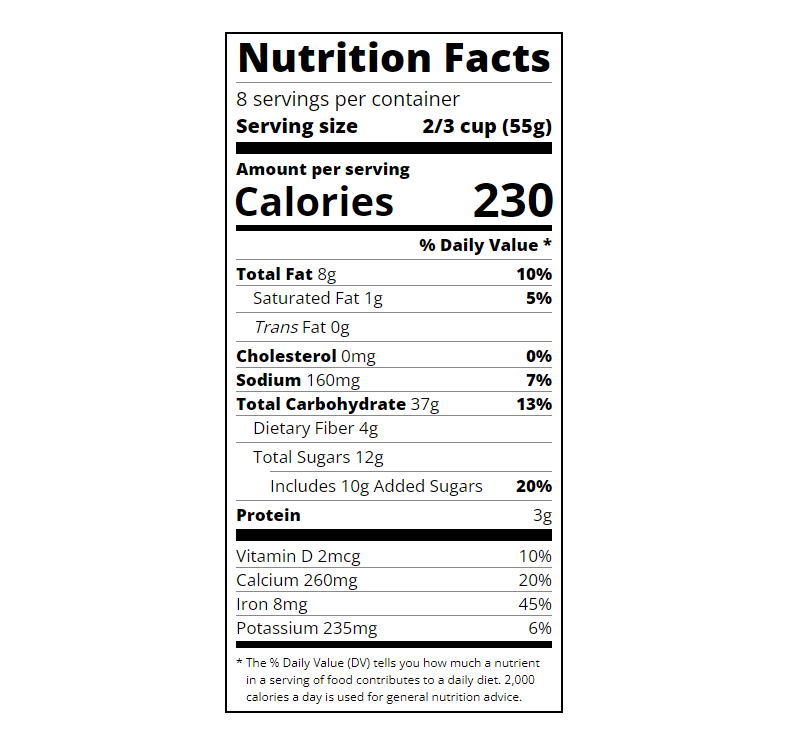 Nutrition Facts
8 servings per container
Serving size 2/3 cup (55g)
Amount per serving
Calories 230
% Daily Value *
Total Fat 8g 10%
Saturated Fat 1g 5%
Trans Fat 0g
Cholesterol 0mg 0%
Sodium 160mg 7%
Total Carbohydrate 37g 13%
Dietary Fiber 4g
Total Sugars 12g
Includes 10g Added Sugars 20%
Protein 3g
Vitamin D 2mcg 10%
Calcium 260mg 20%
Iron 8mg 45%
Potassium 235mg 6%
* The % Daily Value (DV) tells you how much a nutrient
in a serving of food contributes to a daily diet. 2,000
calories a day is used for general nutrition advice.